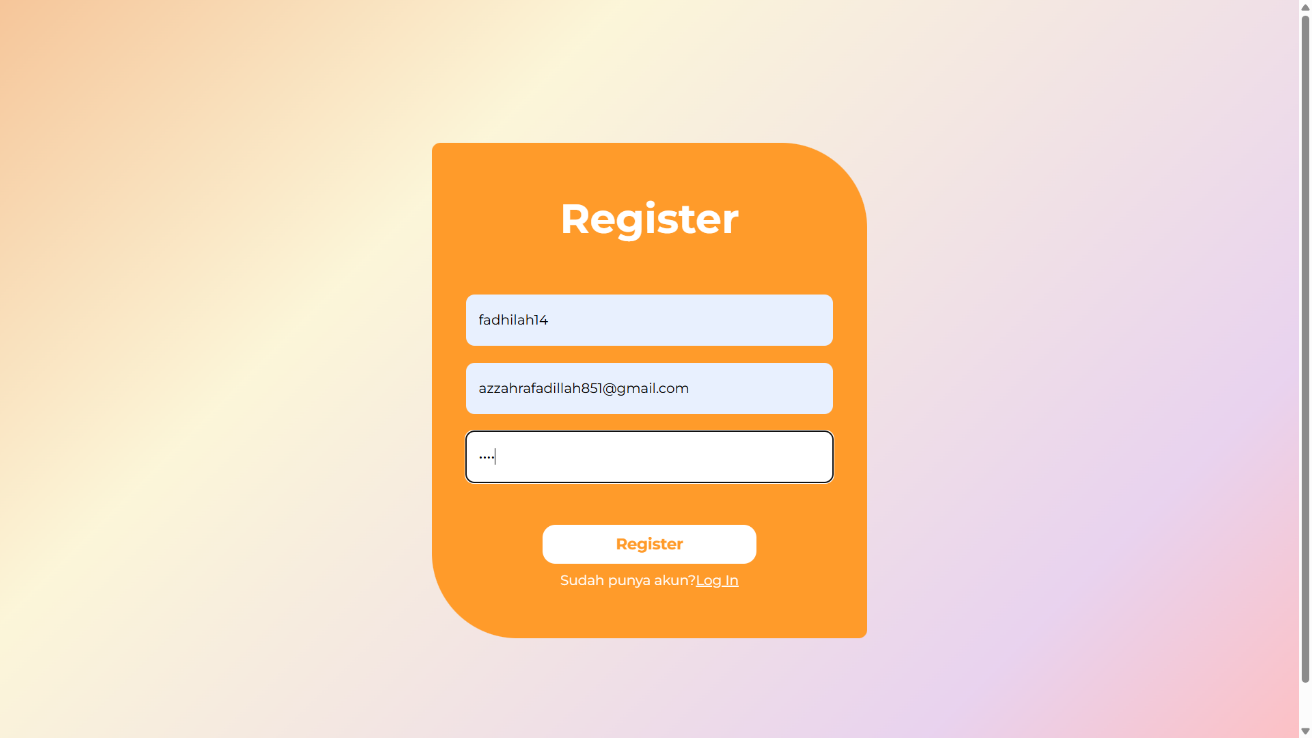 Register
fadhilah14
azzahrafadillah851@gmail.com
••••
Register
Sudah punya akun?Log In